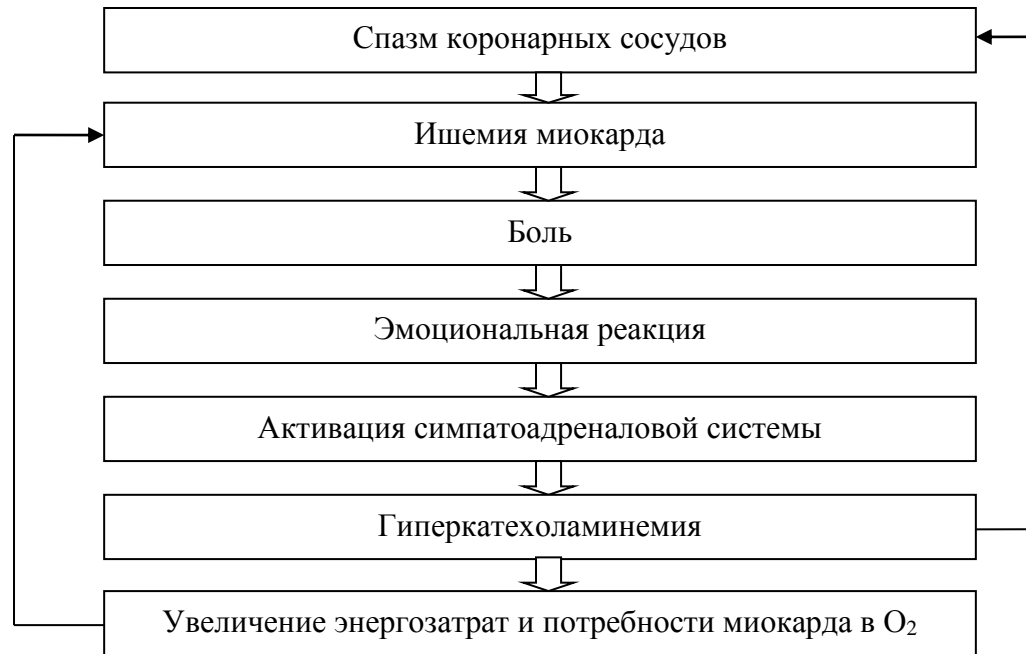 Спазм коронарных сосудов
Ишемия миокарда
Боль
Эмоциональная реакция
Активация симпатоадреналовой системы
Гиперкатехоламинемия
Увеличение энергозатрат и потребности миокарда в O₂